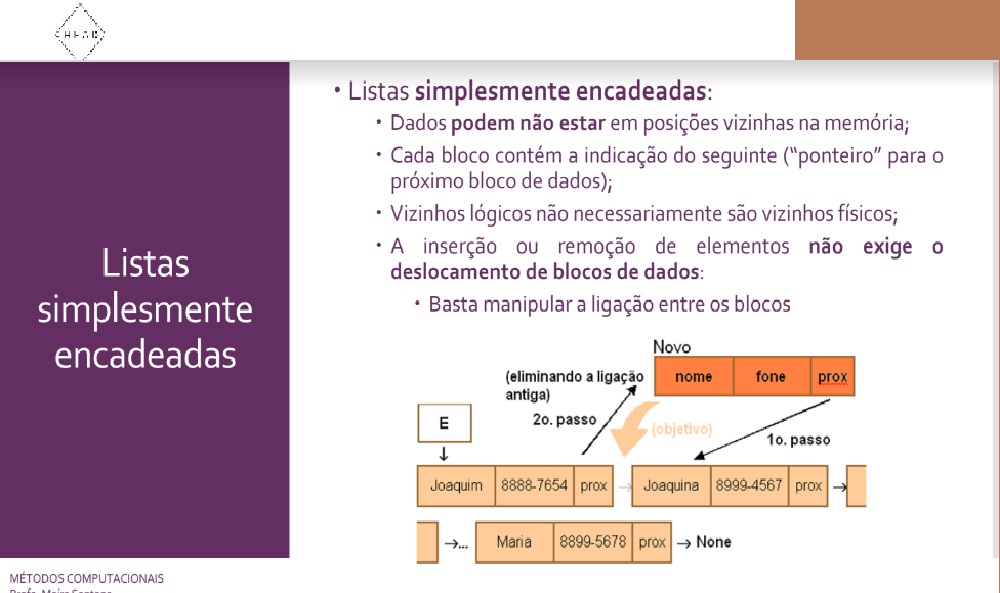 HEAD
Listas
simplesmente
encadeadas
• Listas simplesmente encadeadas:
• Dados podem não estar em posições vizinhas na memória;
• Cada bloco contém a indicação do seguinte (“ponteiro” para o
próximo bloco de dados);
• Vizinhos lógicos não necessariamente são vizinhos físicos;
• A inserção ou remoção de elementos não exige o
deslocamento de blocos de dados:
• Basta manipular a ligação entre os blocos
Novo
nome fone prox
(eliminando a ligação
antiga)
2o. passo
(objetivo)
1o. passo
E
Joaquim 8888-7654 prox → Joaquina 8999-4567 prox →
→... Maria 8899-5678 prox → None
MÉTODOS COMPUTACIONAIS